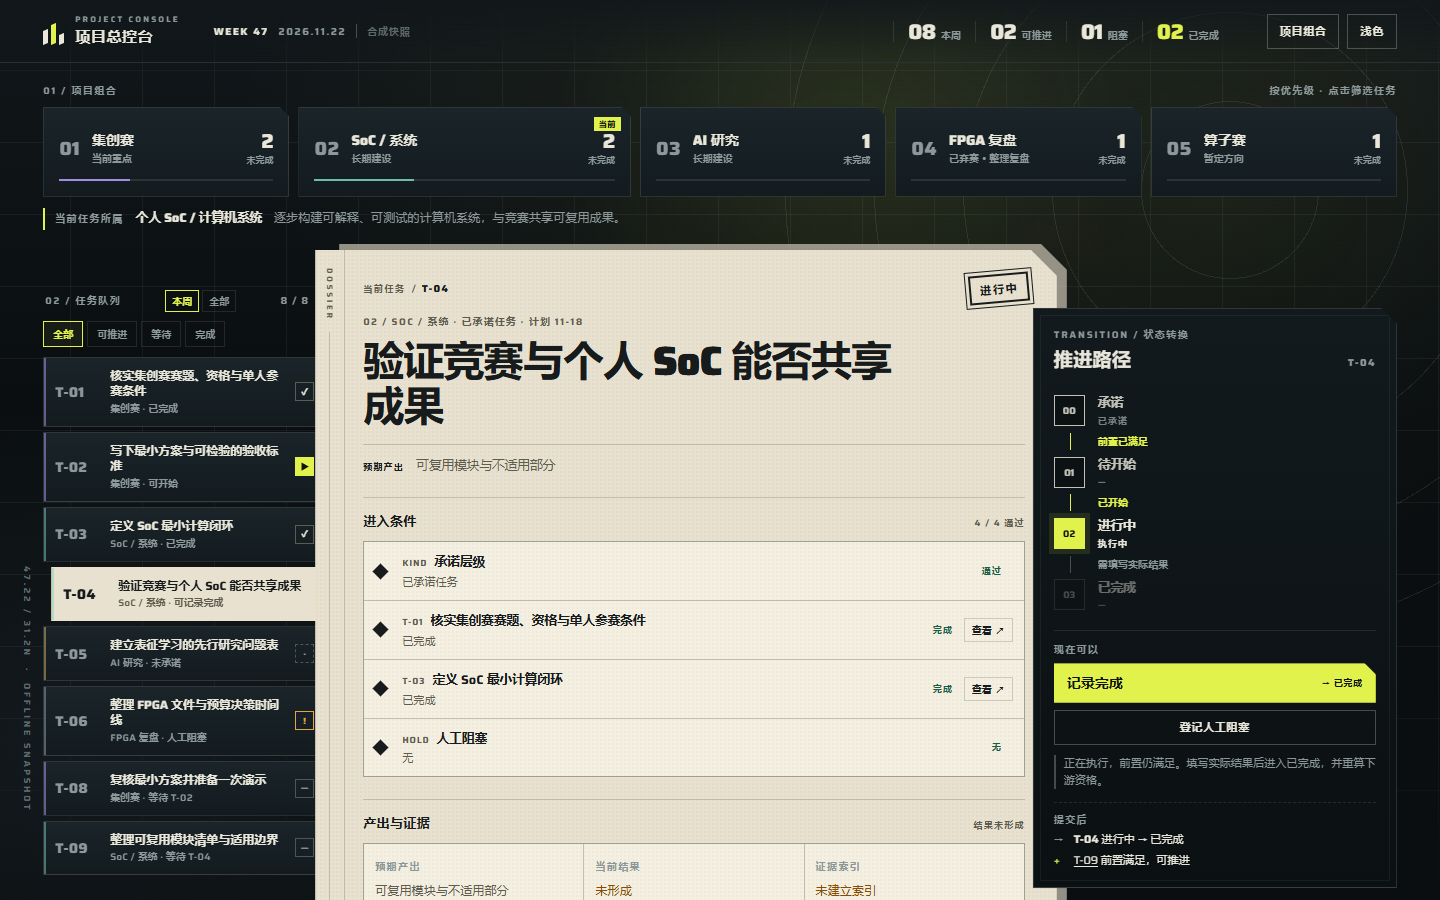 PROJECT CONSOLE
项目总控台
WEEK 47 2026.11.22 合成快照
08 本周 02 可推进 01 阻塞 02 已完成
项目组合 浅色
01 / 项目组合
按优先级 · 点击筛选任务
01 集创赛 当前重点 2 未完成
02 SoC / 系统 长期建设 当前 2 未完成
03 AI 研究 长期建设 1 未完成
04 FPGA 复盘 已弃赛 • 整理复盘 1 未完成
05 算子赛 暂定方向 1 未完成
当前任务所属 个人 SoC / 计算机系统 逐步构建可解释、可测试的计算机系统，与竞赛共享可复用成果。
02 / 任务队列 本周 全部 8 / 8
全部 可推进 等待 完成
T-01 核实集创赛赛题、资格与单人参
赛条件
集创赛 · 已完成
T-02 写下最小方案与可检验的验收标
准
集创赛 · 可开始
T-03 定义 SoC 最小计算闭环
SoC / 系统 · 已完成
T-04 验证竞赛与个人 SoC 能否共享成果
SoC / 系统 · 可记录完成
T-05 建立表征学习的先行研究问题表
AI 研究 · 未承诺
T-06 整理 FPGA 文件与预算决策时间
线
FPGA 复盘 · 人工阻塞
T-08 复核最小方案并准备一次演示
集创赛 · 等待 T-02
T-09 整理可复用模块清单与适用边界
SoC / 系统 · 等待 T-04
47.22 / 31.2N · OFFLINE SNAPSHOT
DOSSIER
当前任务 / T-04
进行中
02 / SOC / 系统 · 已承诺任务 · 计划 11-18
验证竞赛与个人 SoC 能否共享
成果
预期产出 可复用模块与不适用部分
进入条件 4 / 4 通过
KIND 承诺层级
已承诺任务
通过
T-01 核实集创赛赛题、资格与单人参赛条件
已完成
完成 查看 ↗
T-03 定义 SoC 最小计算闭环
已完成
完成 查看 ↗
HOLD 人工阻塞
无
无
产出与证据 结果未形成
预期产出
可复用模块与不适用部分
当前结果
未形成
证据索引
未建立索引
TRANSITION / 状态转换
推进路径 T-04
00 承诺
已承诺
前置已满足
01 待开始
—
已开始
02 进行中
执行中
需填写实际结果
03 已完成
—
现在可以
记录完成 → 已完成
登记人工阻塞
正在执行，前置仍满足。填写实际结果后进入已完成，并重算下
游资格。
提交后
→ T-04 进行中 → 已完成
+ T-09 前置满足，可推进